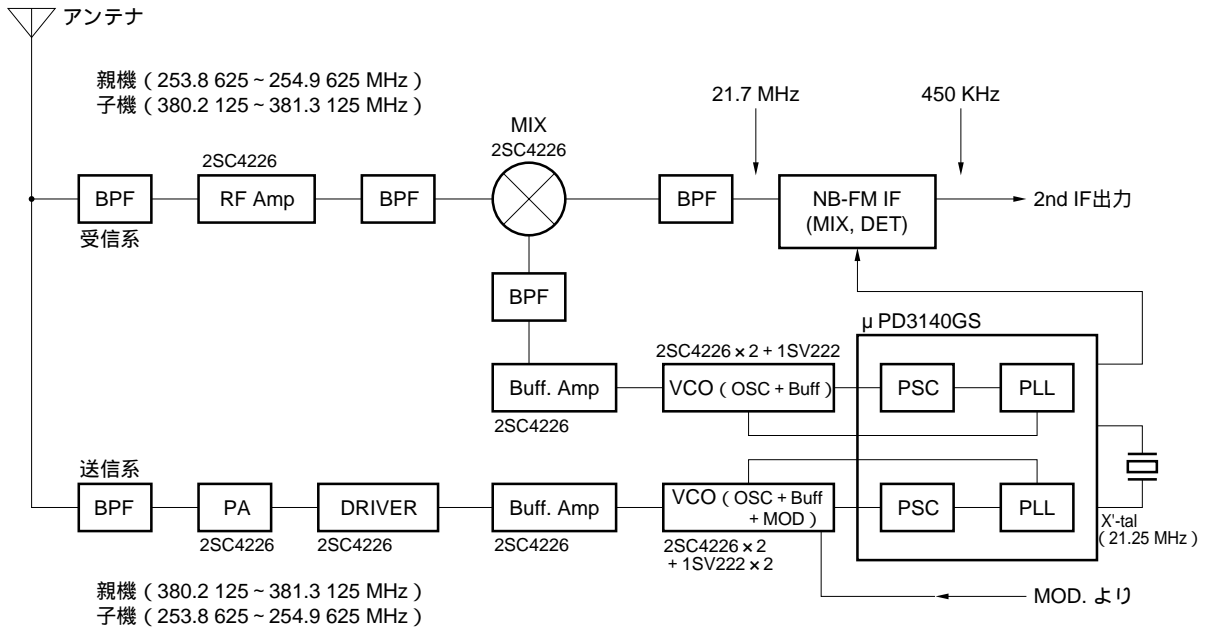 アンテナ
親機 ( 253.8 625 ~ 254.9 625 MHz )
子機 ( 380.2 125 ~ 381.3 125 MHz )
21.7 MHz
450 KHz
MIX
2SC4226
2SC4226
BPF
RF Amp
BPF
BPF
NB-FM IF
(MIX, DET)
2nd IF出力
受信系
BPF
μ PD3140GS
2SC4226 × 2 + 1SV222
Buff. Amp
VCO ( OSC + Buff )
PSC
PLL
2SC4226
送信系
BPF
PA
DRIVER
Buff. Amp
VCO ( OSC + Buff
+ MOD )
PSC
PLL
2SC4226
2SC4226
2SC4226
2SC4226 × 2
+ 1SV222 × 2
X'-tal
( 21.25 MHz )
親機 ( 380.2 125 ~ 381.3 125 MHz )
子機 ( 253.8 625 ~ 254.9 625 MHz )
MOD. より